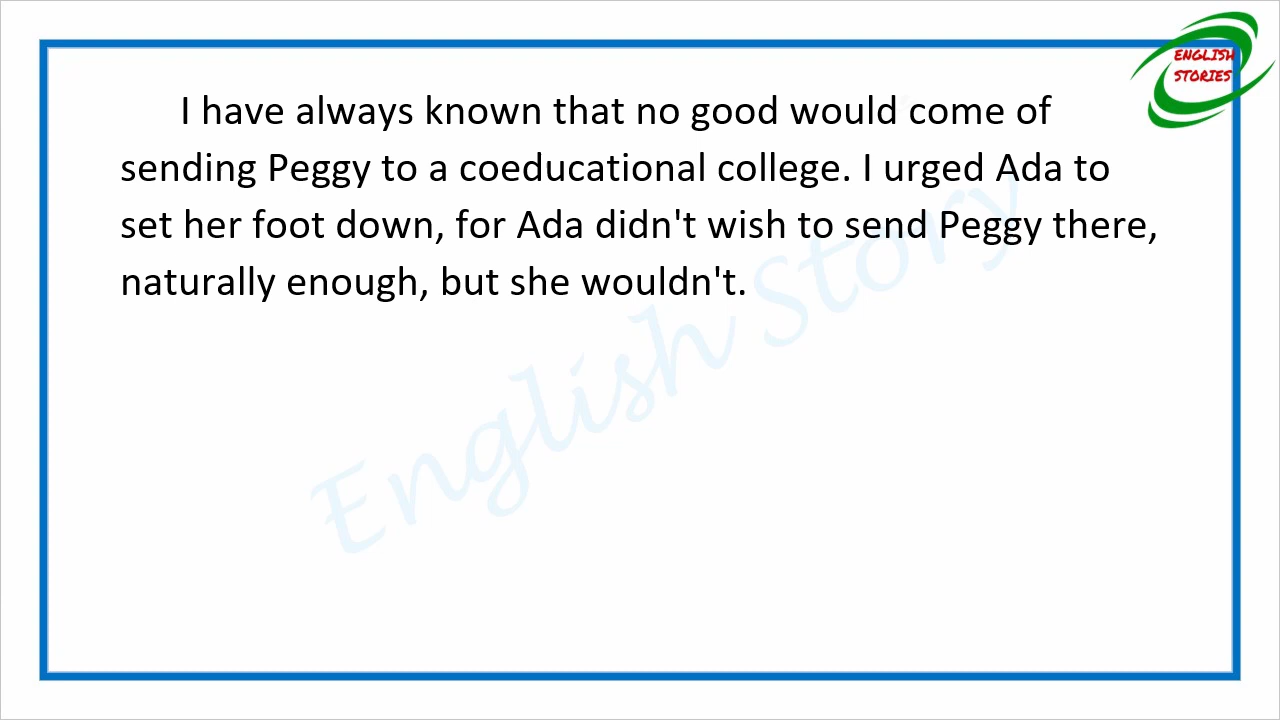 ENGLISH
STORIES
I have always known that no good would come of
sending Peggy to a coeducational college. I urged Ada to
set her foot down, for Ada didn't wish to send Peggy there,
naturally enough, but she wouldn't.
English Story